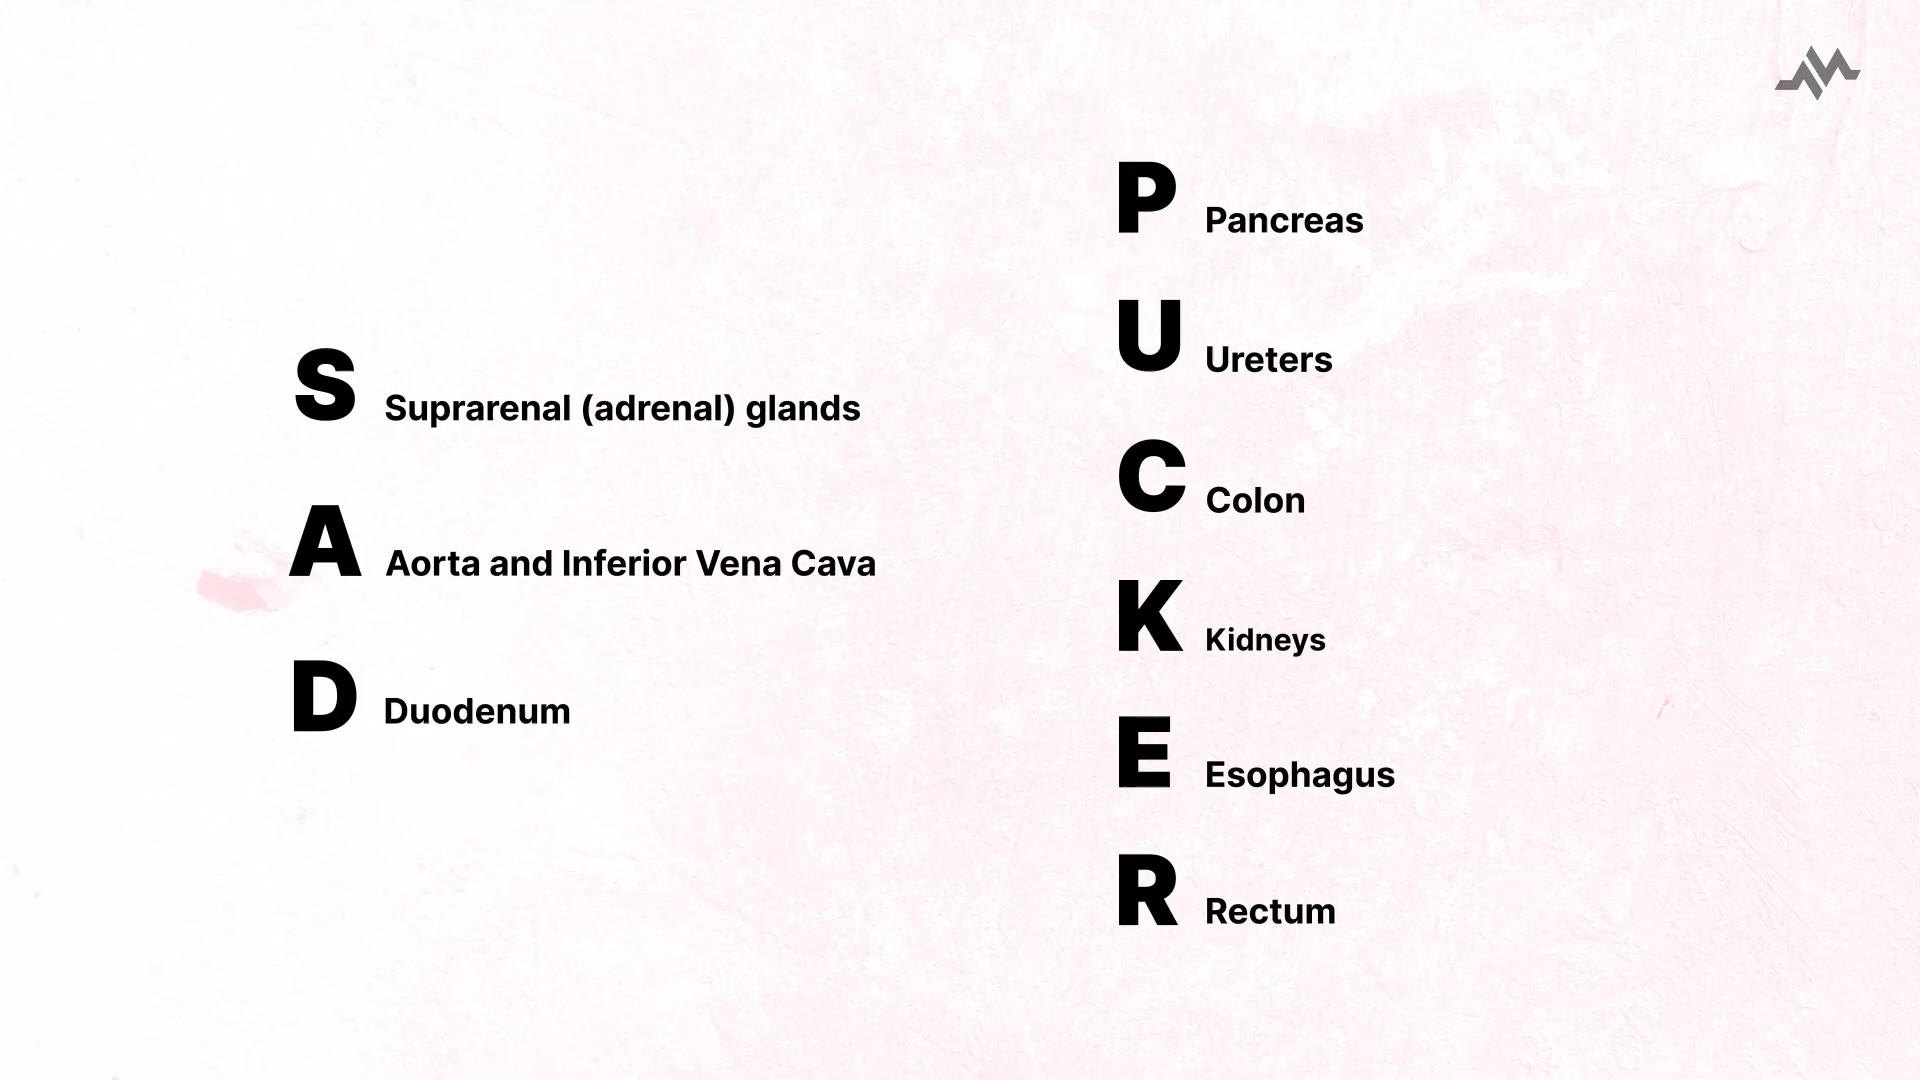 S Suprarenal (adrenal) glands
A Aorta and Inferior Vena Cava
D Duodenum
P Pancreas
U Ureters
C Colon
K Kidneys
E Esophagus
R Rectum